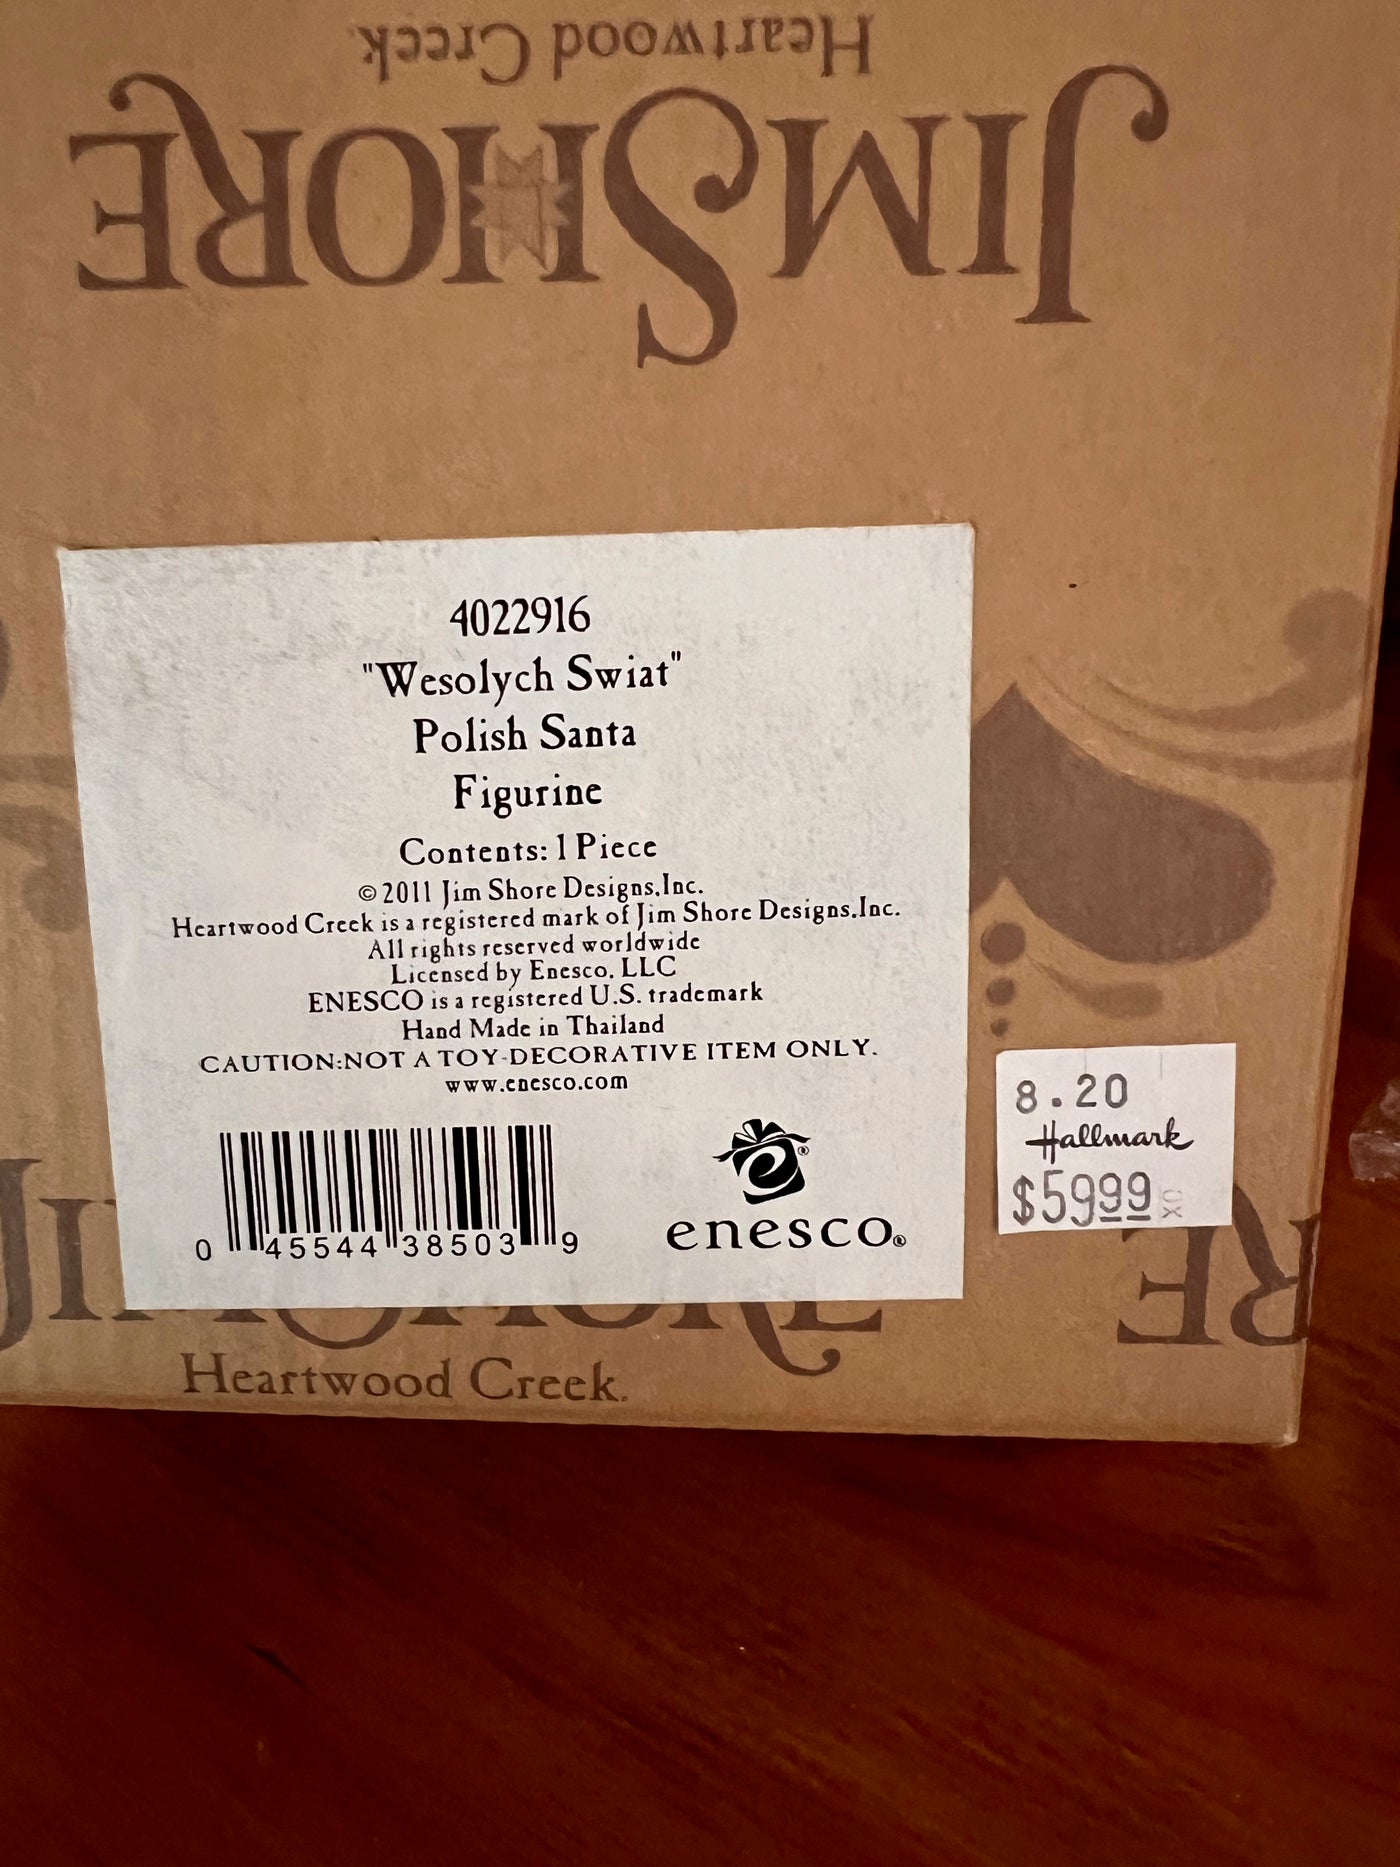 Heartwood Creek.
JIM SHORE
4022916
"Wesolych Swiat"
Polish Santa
Figurine
Contents: 1 Piece
©2011 Jim Shore Designs,Inc.
Heartwood Creek is a registered mark of Jim Shore Designs,Inc.
All rights reserved worldwide
Licensed by Enesco, LLC
ENESCO is a registered U.S. trademark
Hand Made in Thailand
CAUTION:NOT A TOY-DECORATIVE ITEM ONLY.
www.enesco.com
0 45544 38503 9
enesco®
8.20
Hallmark
$59.99
Heartwood Creek.